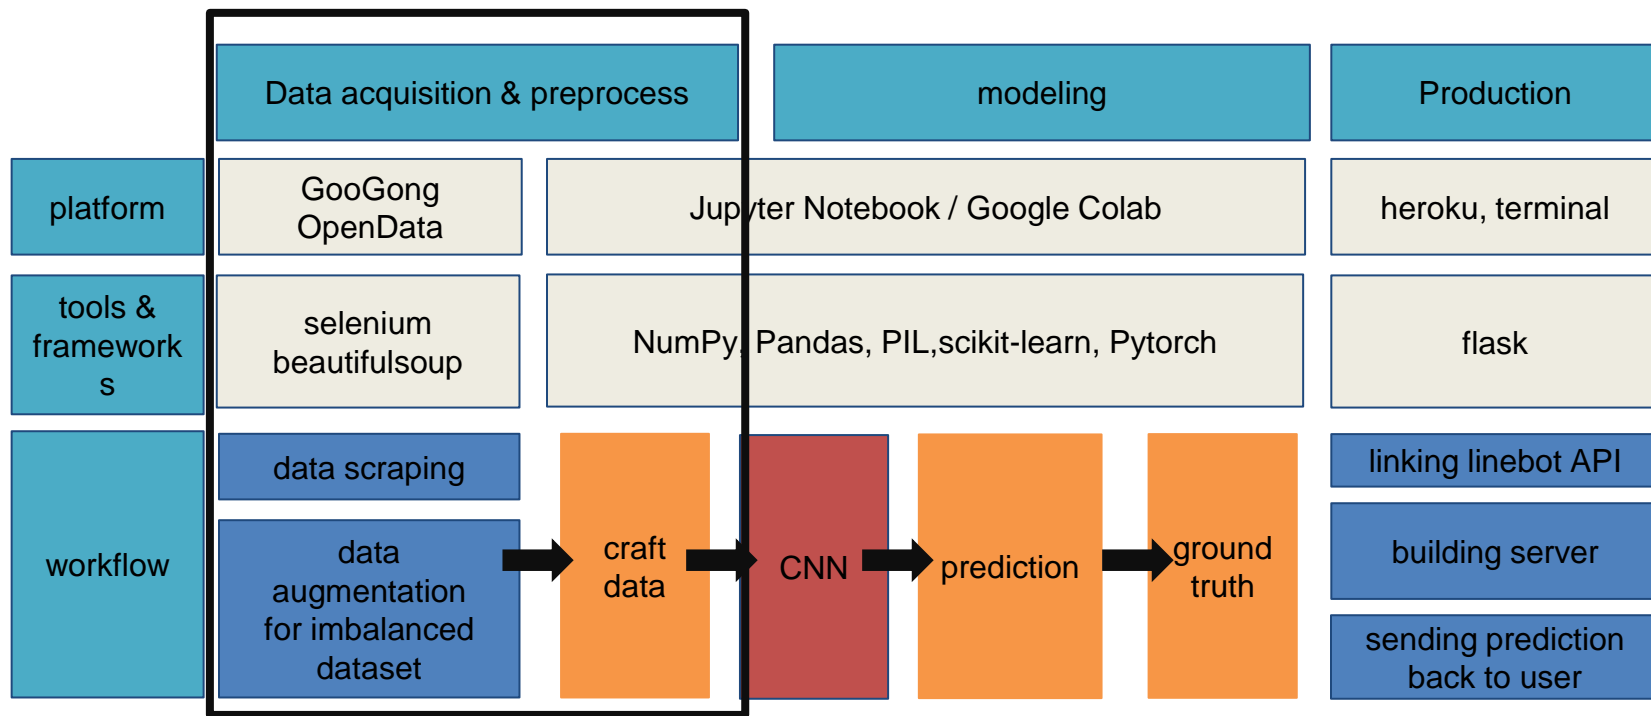 Data acquisition & preprocess
modeling
Production
platform
GooGong
OpenData
Jupyter Notebook / Google Colab
heroku, terminal
tools &
framework
s
selenium
beautifulsoup
NumPy, Pandas, PIL,scikit-learn, Pytorch
flask
workflow
data scraping
data
augmentation
for imbalanced
dataset
craft
data
CNN
prediction
ground
truth
linking linebot API
building server
sending prediction
back to user